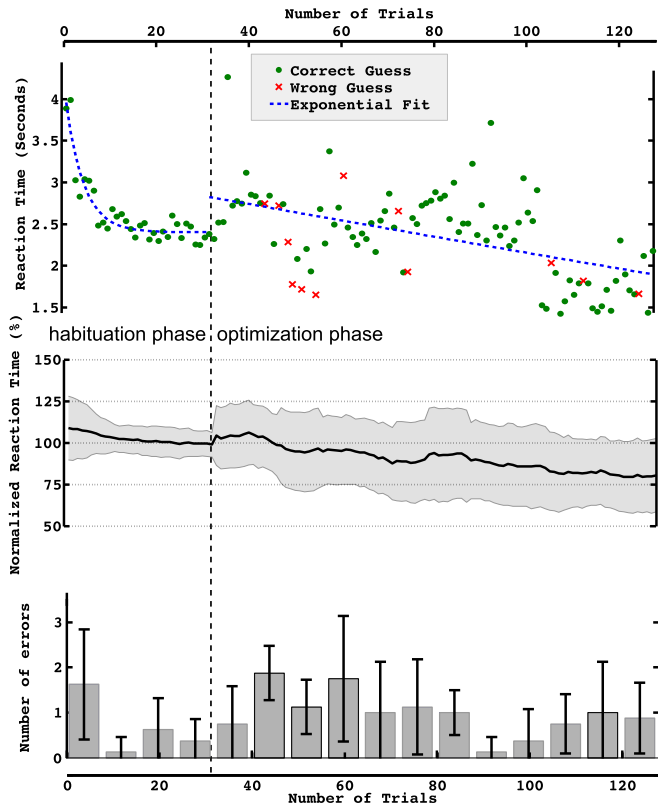 Number of Trials
0 20 40 60 80 100 120
Correct Guess
Wrong Guess
Exponential Fit
Reaction Time (Seconds)
4
3.5
3
2.5
2
1.5
habituation phase
optimization phase
Normalized Reaction Time (%)
150
125
100
75
50
Number of errors
3
2
1
0
0 20 40 60 80 100 120
Number of Trials